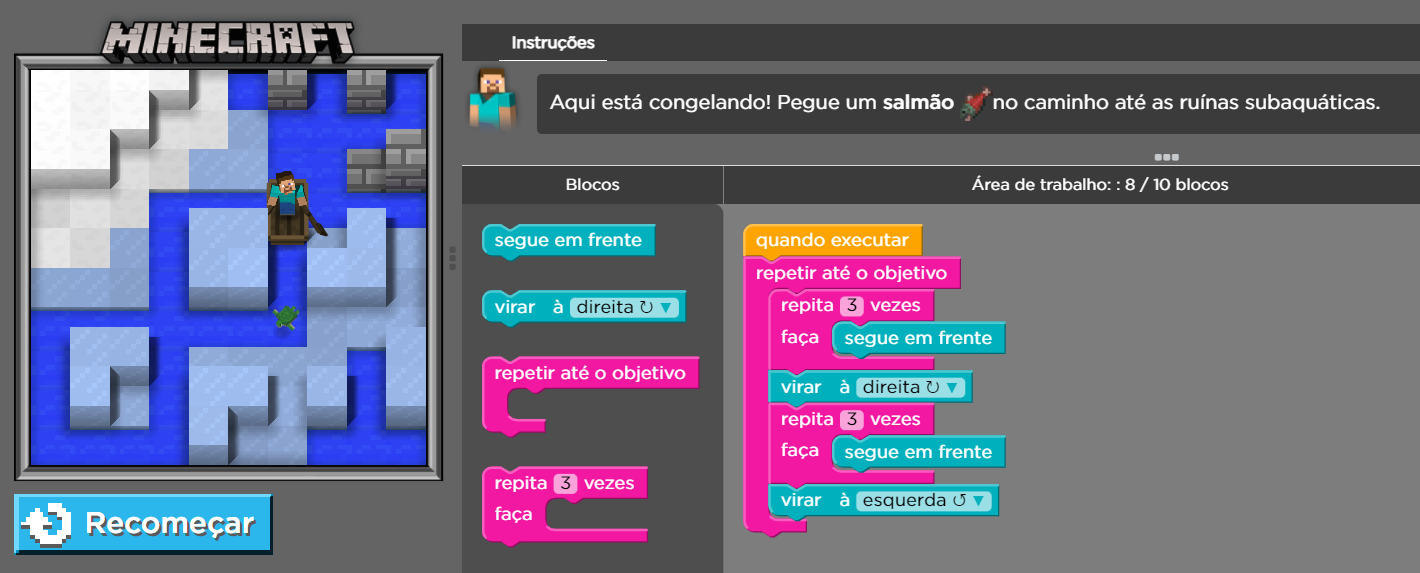 MINECRAFT
Instruções
Aqui está congelando! Pegue um salmão no caminho até as ruínas subaquáticas.
Blocos
Área de trabalho: : 8 / 10 blocos
segue em frente
virar à direita ↻ ▼
repetir até o objetivo
repita 3 vezes
faça
quando executar
repetir até o objetivo
repita 3 vezes
faça segue em frente
virar à direita ↻ ▼
repita 3 vezes
faça segue em frente
virar à esquerda ↺ ▼
Recomeçar